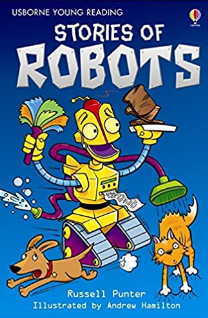 USBORNE YOUNG READING
STORIES OF
ROBOTS
Russell Punter
Illustrated by Andrew Hamilton